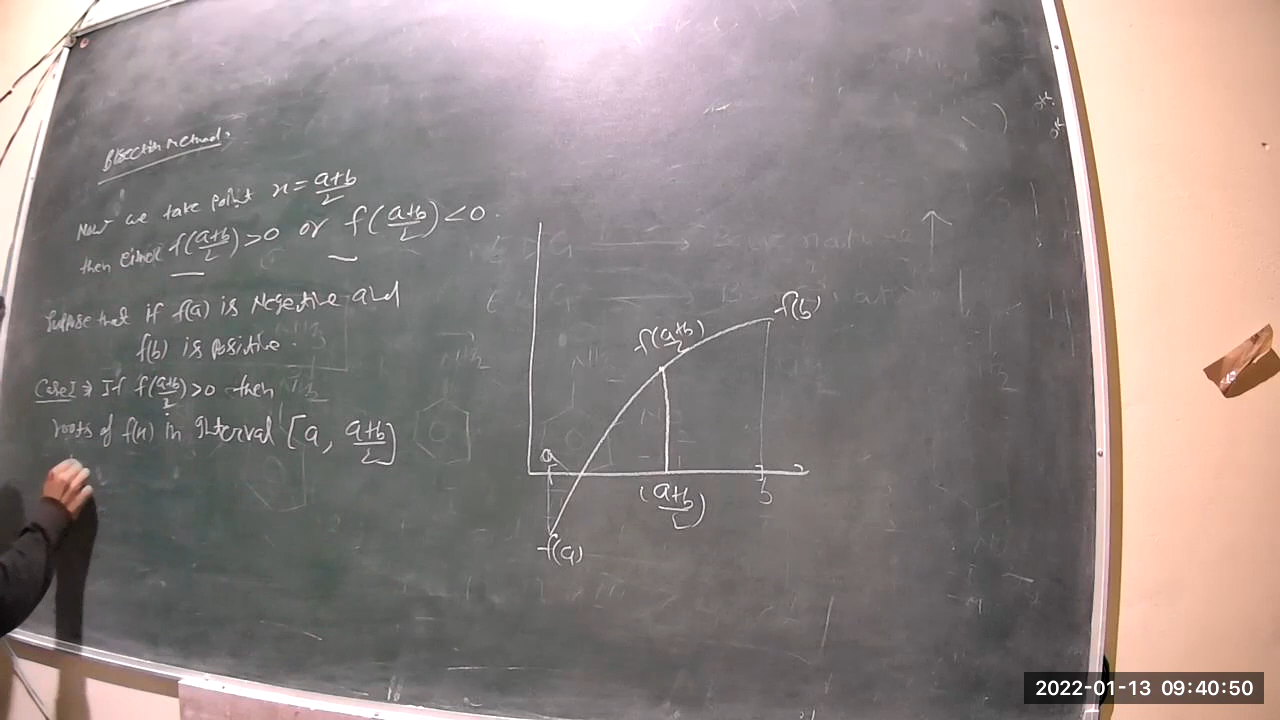 Bisection Method:
Now we take point x = (a+b)/2
then either f((a+b)/2) > 0 or f((a+b)/2) < 0.
Suppose that if f(a) is Negative and
f(b) is positive.
Case I ⇒ If f((a+b)/2) > 0 then
roots of f(x) in Interval [a, (a+b)/2]
f(b)
f((a+b)/2)
a
((a+b)/2)
b
f(a)
2022-01-13 09:40:50